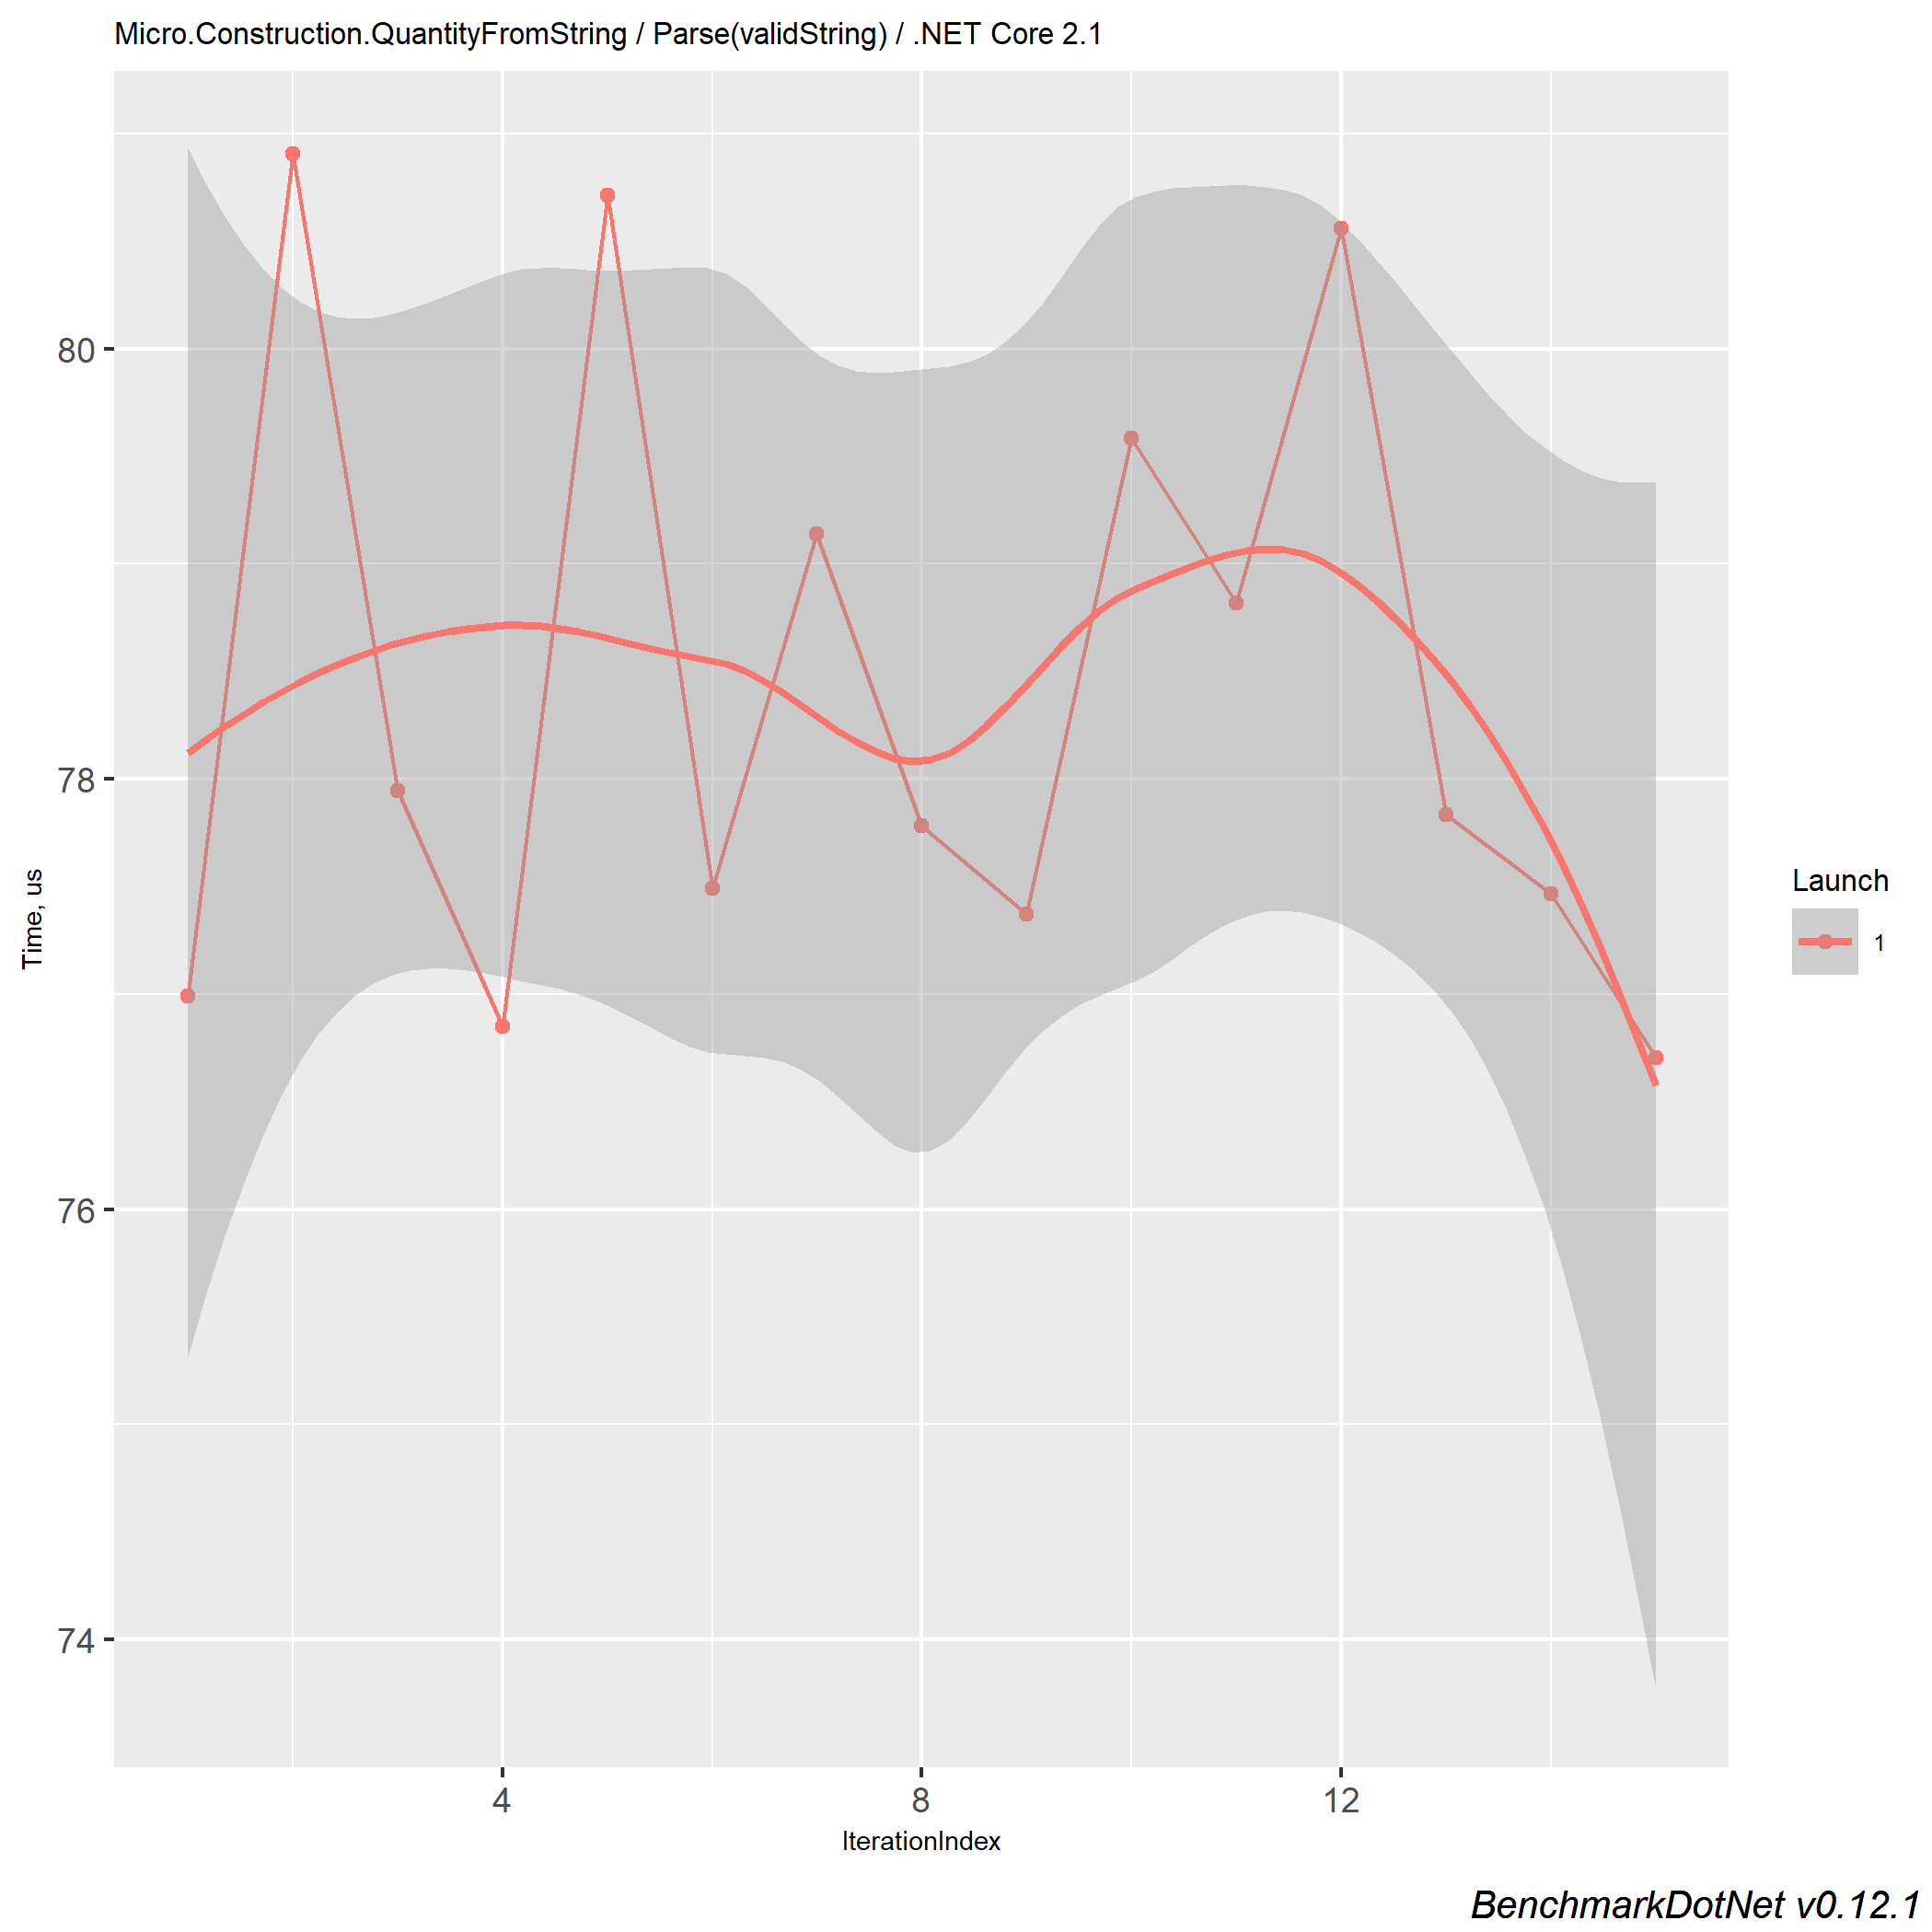 Micro.Construction.QuantityFromString / Parse(validString) / .NET Core 2.1
80
78
76
74
Time, us
4 8 12
IterationIndex
Launch
1
BenchmarkDotNet v0.12.1